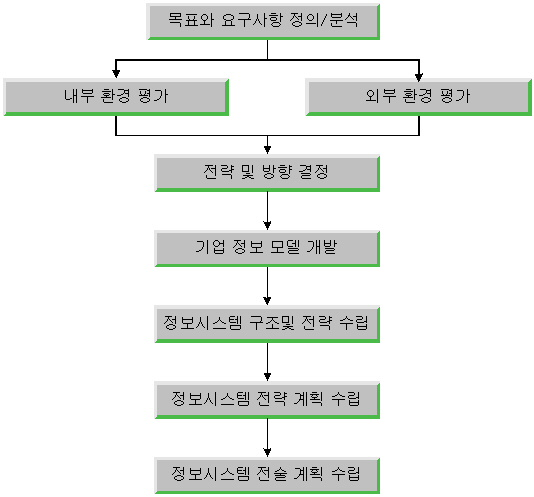 목표와 요구사항 정의/분석
내부 환경 평가
외부 환경 평가
전략 및 방향 결정
기업 정보 모델 개발
정보시스템 구조및 전략 수립
정보시스템 전략 계획 수립
정보시스템 전술 계획 수립